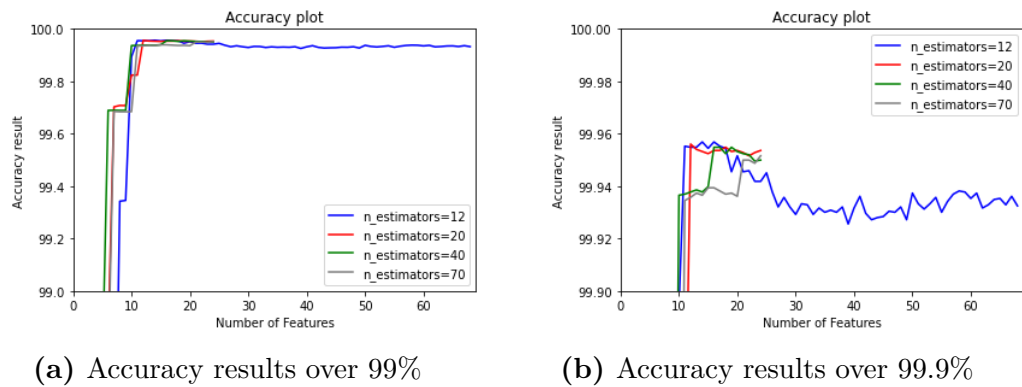 Accuracy plot
100.0
99.8
99.6
99.4
99.2
99.0
Accuracy result
0 10 20 30 40 50 60
Number of Features
n_estimators=12
n_estimators=20
n_estimators=40
n_estimators=70
(a) Accuracy results over 99%
Accuracy plot
100.00
99.98
99.96
99.94
99.92
99.90
Accuracy result
0 10 20 30 40 50 60
Number of Features
n_estimators=12
n_estimators=20
n_estimators=40
n_estimators=70
(b) Accuracy results over 99.9%